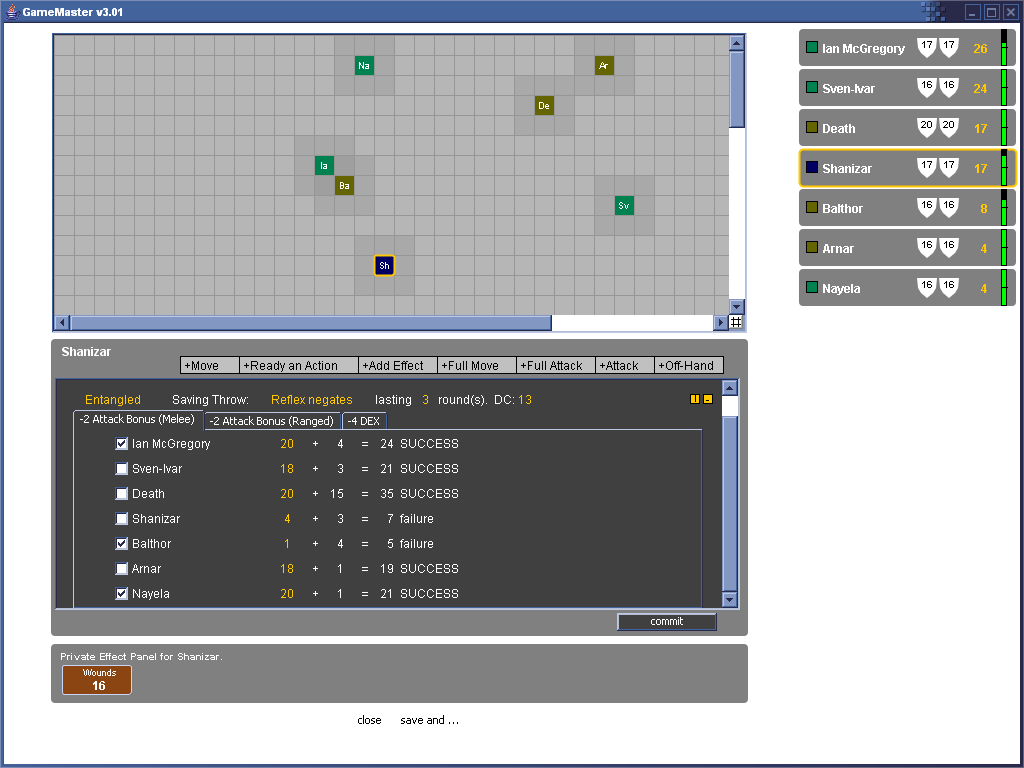 GameMaster v3.01
Na
Ar
De
Ia
Ba
Sv
Sh
Ian McGregory 17 17 26
Sven-Ivar 16 16 24
Death 20 20 17
Shanizar 17 17 17
Balthor 16 16 8
Arnar 16 16 4
Nayela 16 16 4
Shanizar
+Move +Ready an Action +Add Effect +Full Move +Full Attack +Attack +Off-Hand
Entangled Saving Throw: Reflex negates lasting 3 round(s). DC: 13
-2 Attack Bonus (Melee) -2 Attack Bonus (Ranged) -4 DEX
Ian McGregory 20 + 4 = 24 SUCCESS
Sven-Ivar 18 + 3 = 21 SUCCESS
Death 20 + 15 = 35 SUCCESS
Shanizar 4 + 3 = 7 failure
Balthor 1 + 4 = 5 failure
Arnar 18 + 1 = 19 SUCCESS
Nayela 20 + 1 = 21 SUCCESS
commit
Private Effect Panel for Shanizar.
Wounds
16
close save and ...